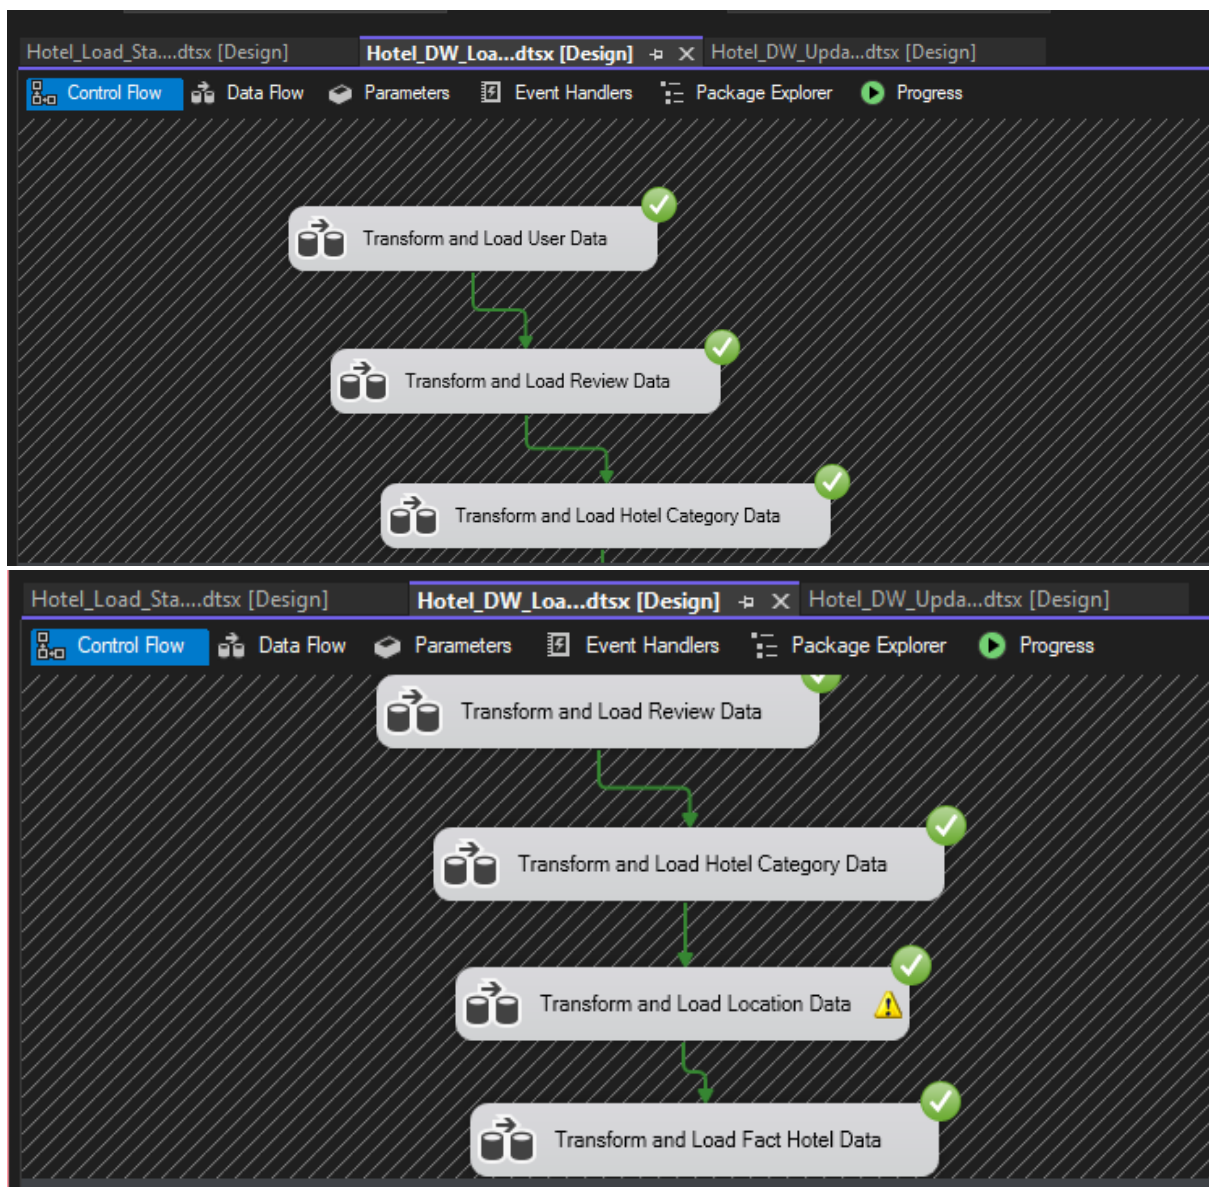 Hotel_Load_Sta....dtsx [Design] Hotel_DW_Loa...dtsx [Design] Hotel_DW_Upda...dtsx [Design]
Control Flow Data Flow Parameters Event Handlers Package Explorer Progress
Transform and Load User Data
Transform and Load Review Data
Transform and Load Hotel Category Data
Hotel_Load_Sta....dtsx [Design] Hotel_DW_Loa...dtsx [Design] Hotel_DW_Upda...dtsx [Design]
Control Flow Data Flow Parameters Event Handlers Package Explorer Progress
Transform and Load Review Data
Transform and Load Hotel Category Data
Transform and Load Location Data
Transform and Load Fact Hotel Data